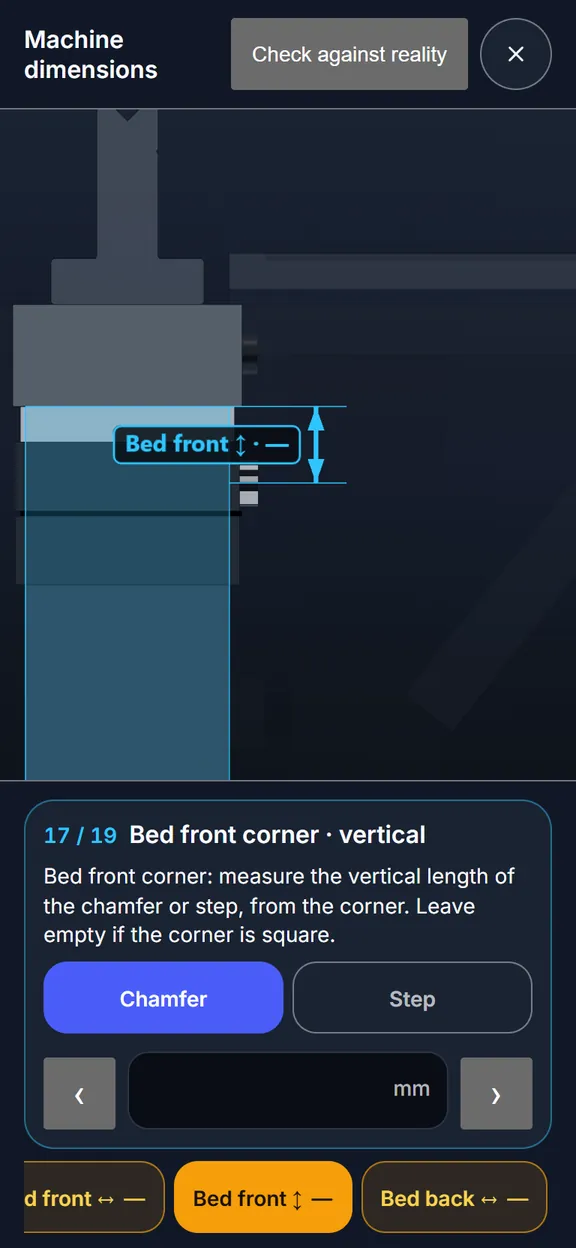 Machine
dimensions
Check against reality
×
Bed front ↕ · —
17 / 19 Bed front corner · vertical
Bed front corner: measure the vertical length of
the chamfer or step, from the corner. Leave
empty if the corner is square.
Chamfer
Step
‹
mm
›
d front ↔ —
Bed front ↕ —
Bed back ↔ —